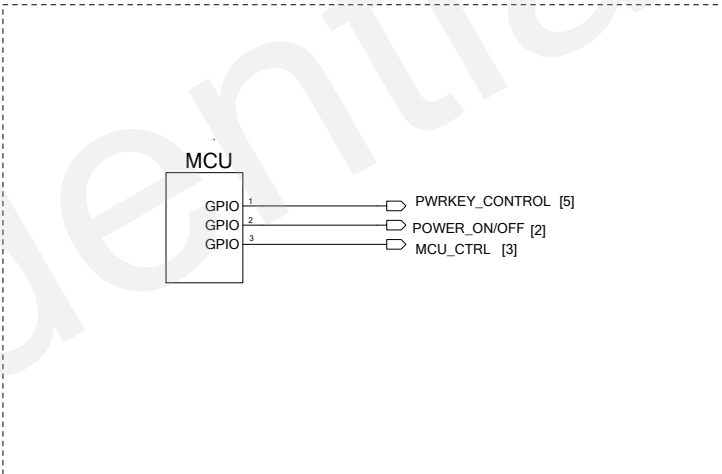 MCU
GPIO 1 PWRKEY_CONTROL [5]
GPIO 2 POWER_ON/OFF [2]
GPIO 3 MCU_CTRL [3]